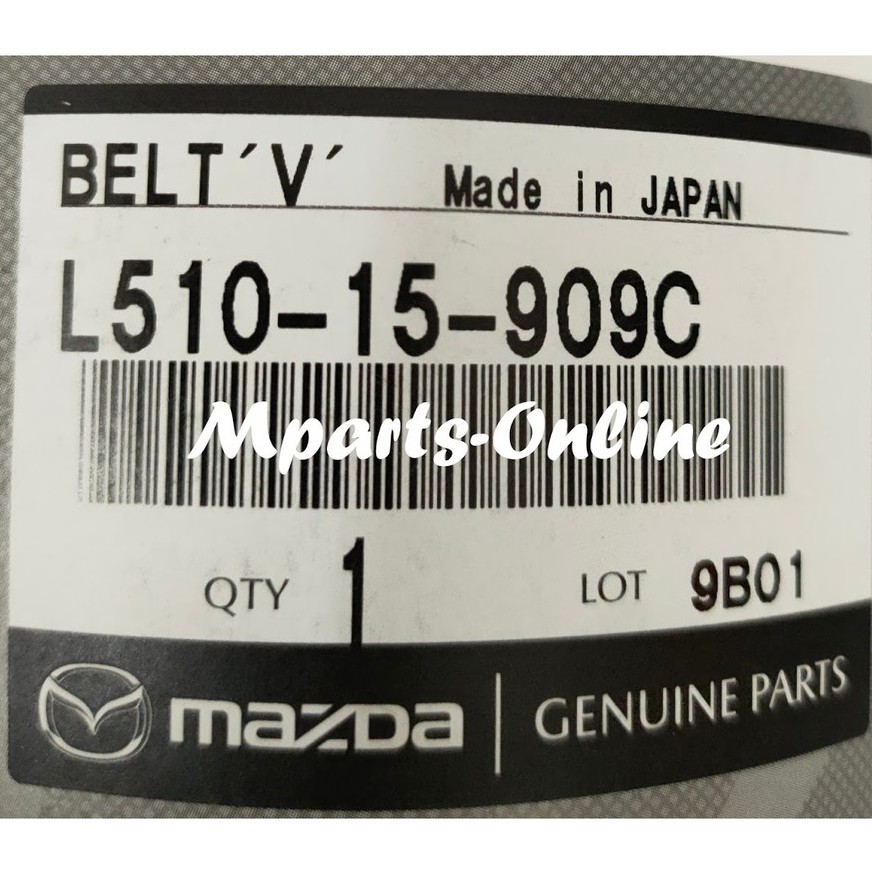 BELT´V´ Made in JAPAN
L510-15-909C
Mparts-Online
QTY 1 LOT 9B01
mazda GENUINE PARTS